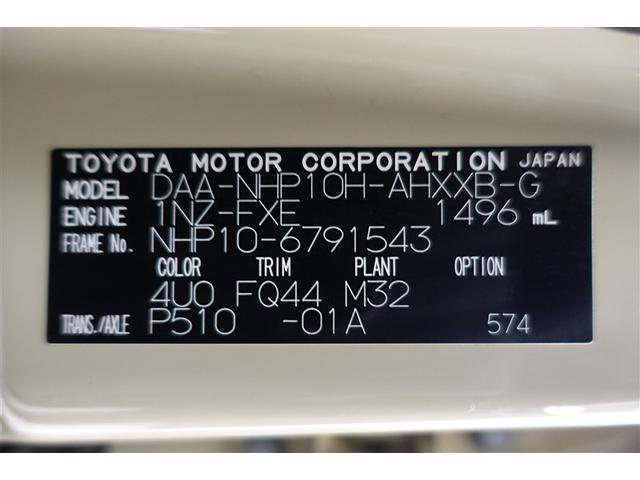 TOYOTA MOTOR CORPORATION JAPAN
MODEL DAA-NHP10H-AHXXB-G
ENGINE 1NZ-FXE 1496 mL
FRAME No. NHP10-6791543
COLOR TRIM PLANT OPTION
4U0 FQ44 M32
TRANS./AXLE P510 -01A 574